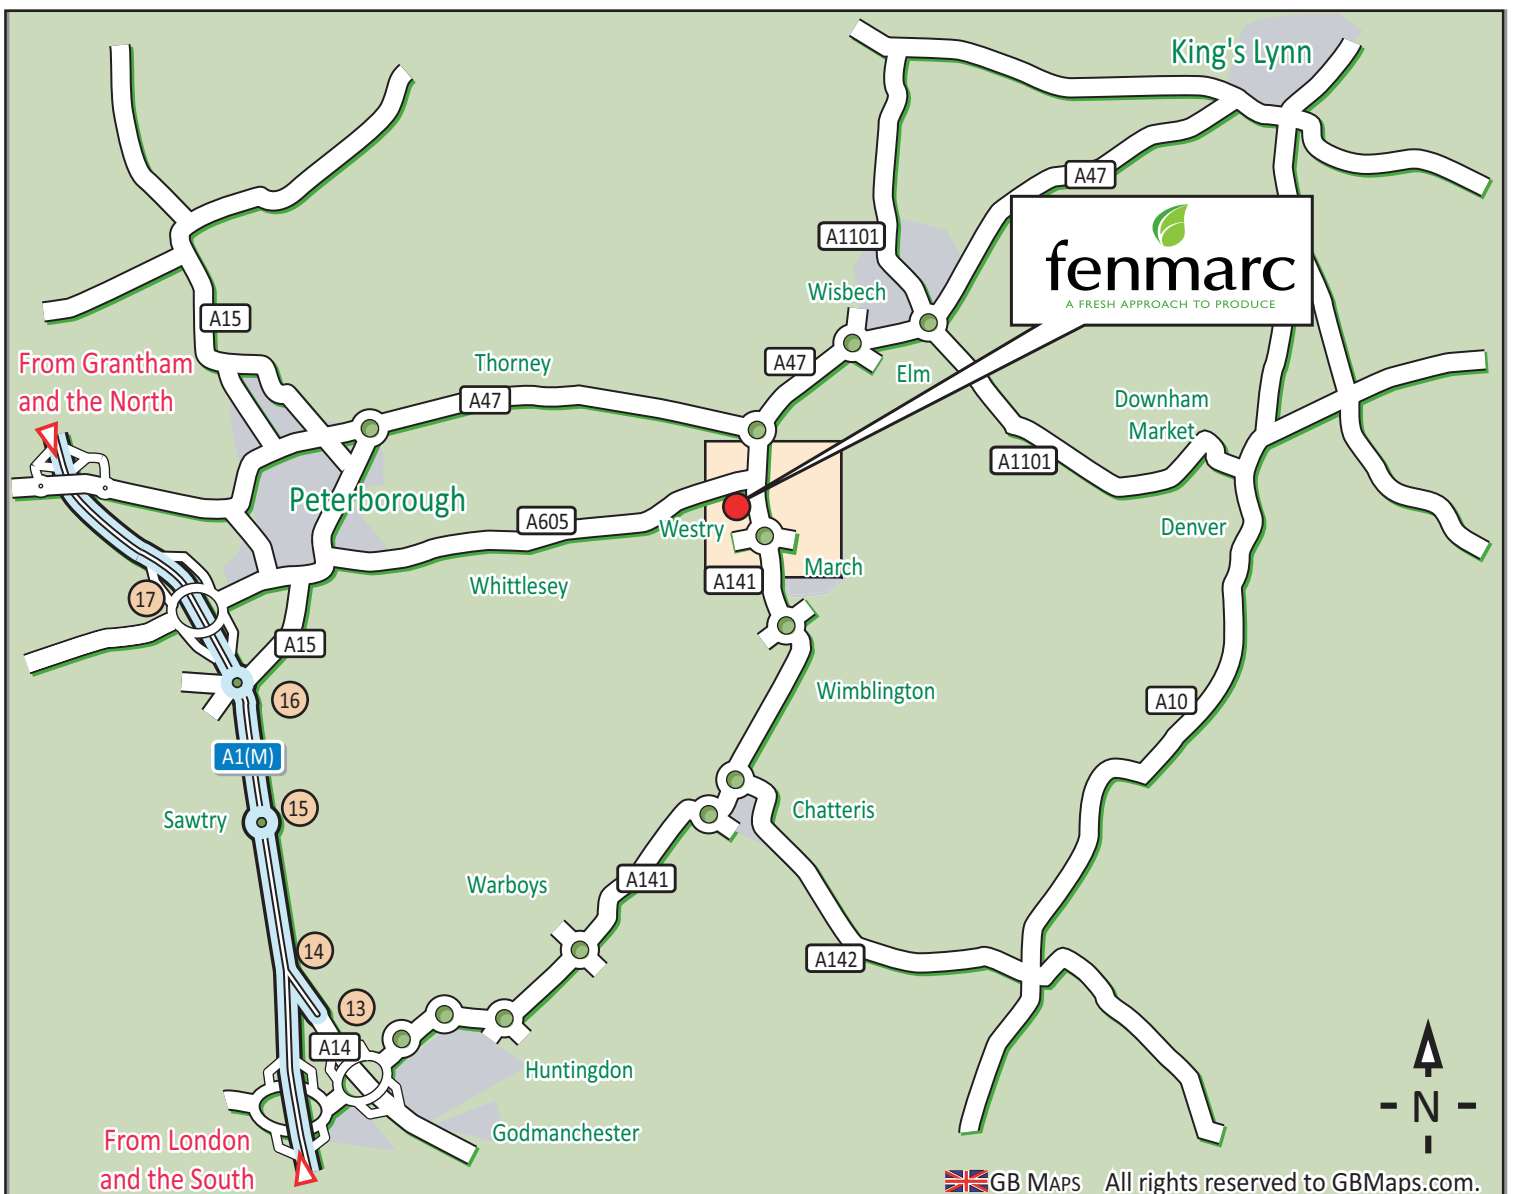 King's Lynn
A47
A1101
fenmarc
A FRESH APPROACH TO PRODUCE
Wisbech
A15
From Grantham
and the North
Thorney
A47
A47
Elm
Downham
Market
A1101
Peterborough
A605
Westry
Denver
March
A141
Whittlesey
17
A15
16
Wimblington
A10
A1(M)
15
Sawtry
Chatteris
Warboys
A141
14
A142
13
A14
Huntingdon
N
Godmanchester
From London
and the South
GB MAPS All rights reserved to GBMaps.com.